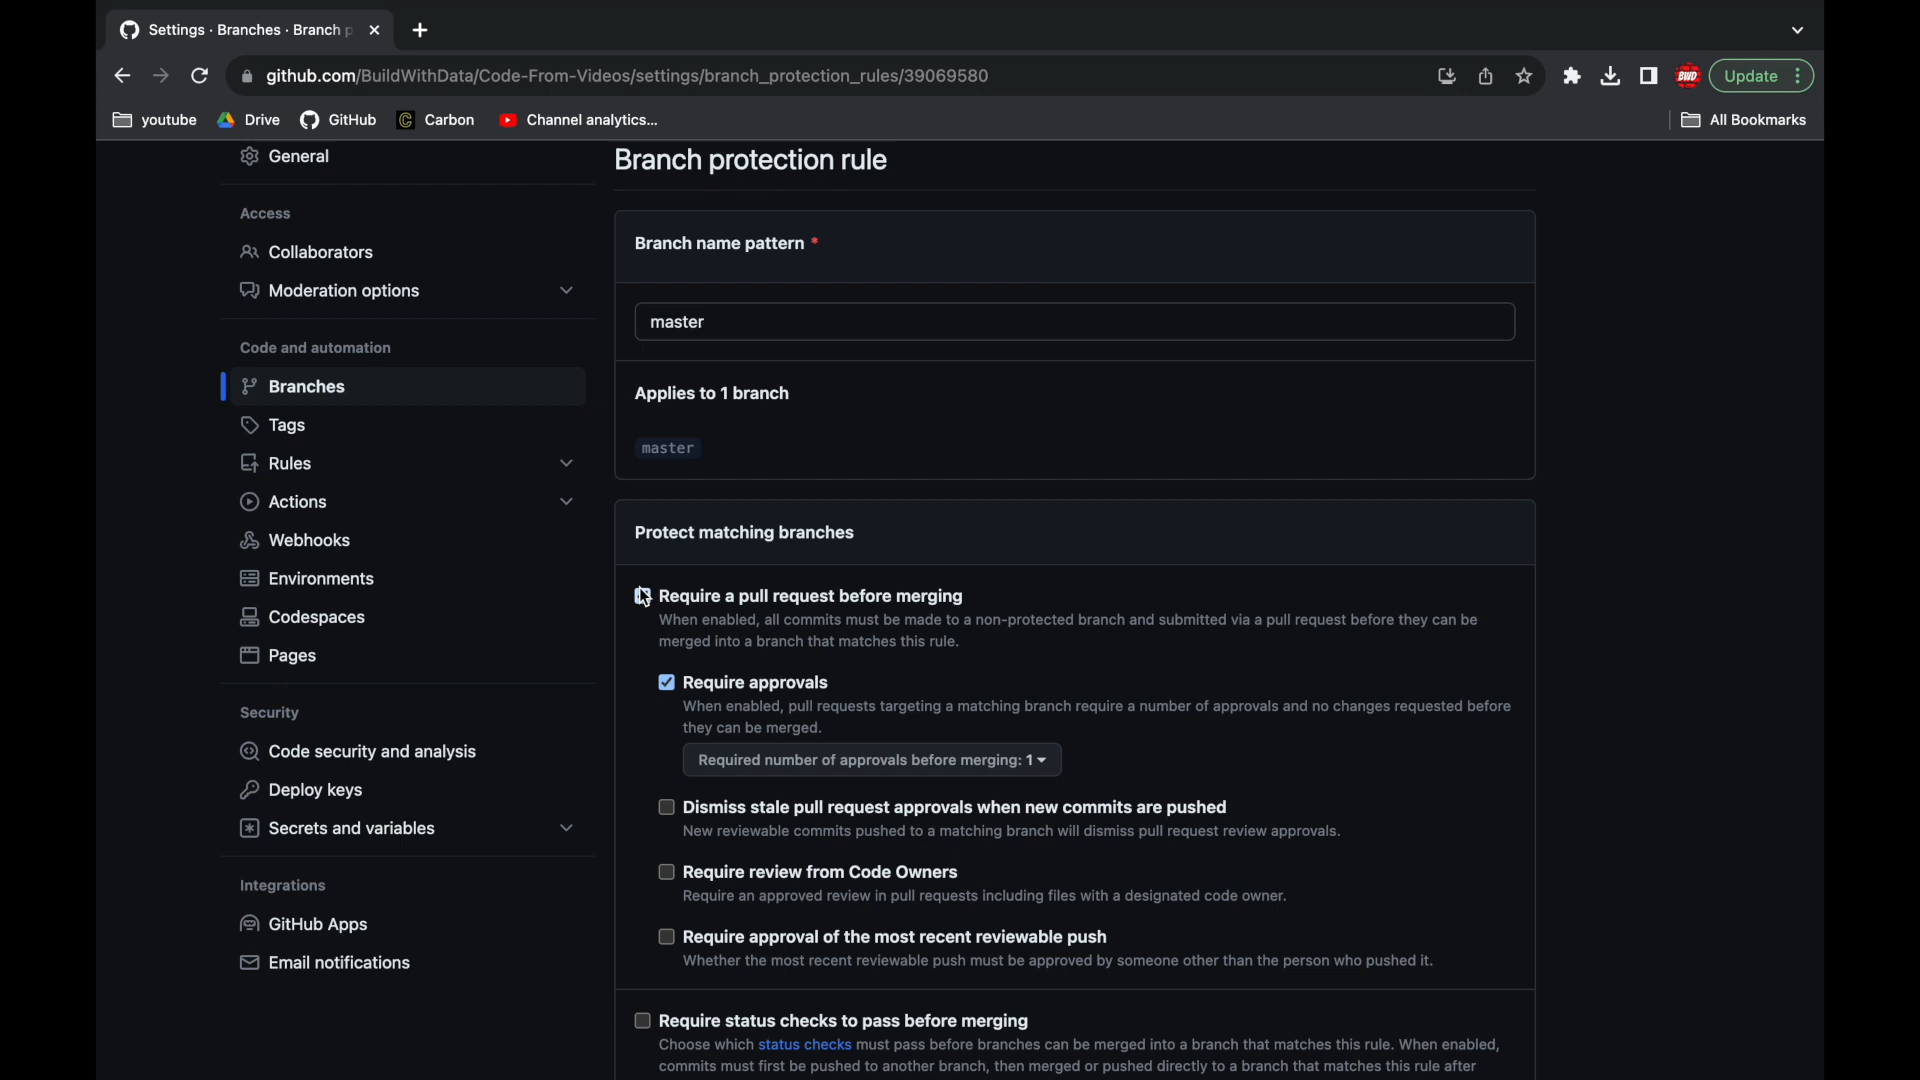 Settings · Branches · Branch p
github.com/BuildWithData/Code-From-Videos/settings/branch_protection_rules/39069580
BWD
Update
youtube
Drive
GitHub
Carbon
Channel analytics...
All Bookmarks
General
Access
Collaborators
Moderation options
Code and automation
Branches
Tags
Rules
Actions
Webhooks
Environments
Codespaces
Pages
Security
Code security and analysis
Deploy keys
Secrets and variables
Integrations
GitHub Apps
Email notifications
Branch protection rule
Branch name pattern *
master
Applies to 1 branch
master
Protect matching branches
Require a pull request before merging
When enabled, all commits must be made to a non-protected branch and submitted via a pull request before they can be
merged into a branch that matches this rule.
Require approvals
When enabled, pull requests targeting a matching branch require a number of approvals and no changes requested before
they can be merged.
Required number of approvals before merging: 1
Dismiss stale pull request approvals when new commits are pushed
New reviewable commits pushed to a matching branch will dismiss pull request review approvals.
Require review from Code Owners
Require an approved review in pull requests including files with a designated code owner.
Require approval of the most recent reviewable push
Whether the most recent reviewable push must be approved by someone other than the person who pushed it.
Require status checks to pass before merging
Choose which status checks must pass before branches can be merged into a branch that matches this rule. When enabled,
commits must first be pushed to another branch, then merged or pushed directly to a branch that matches this rule after